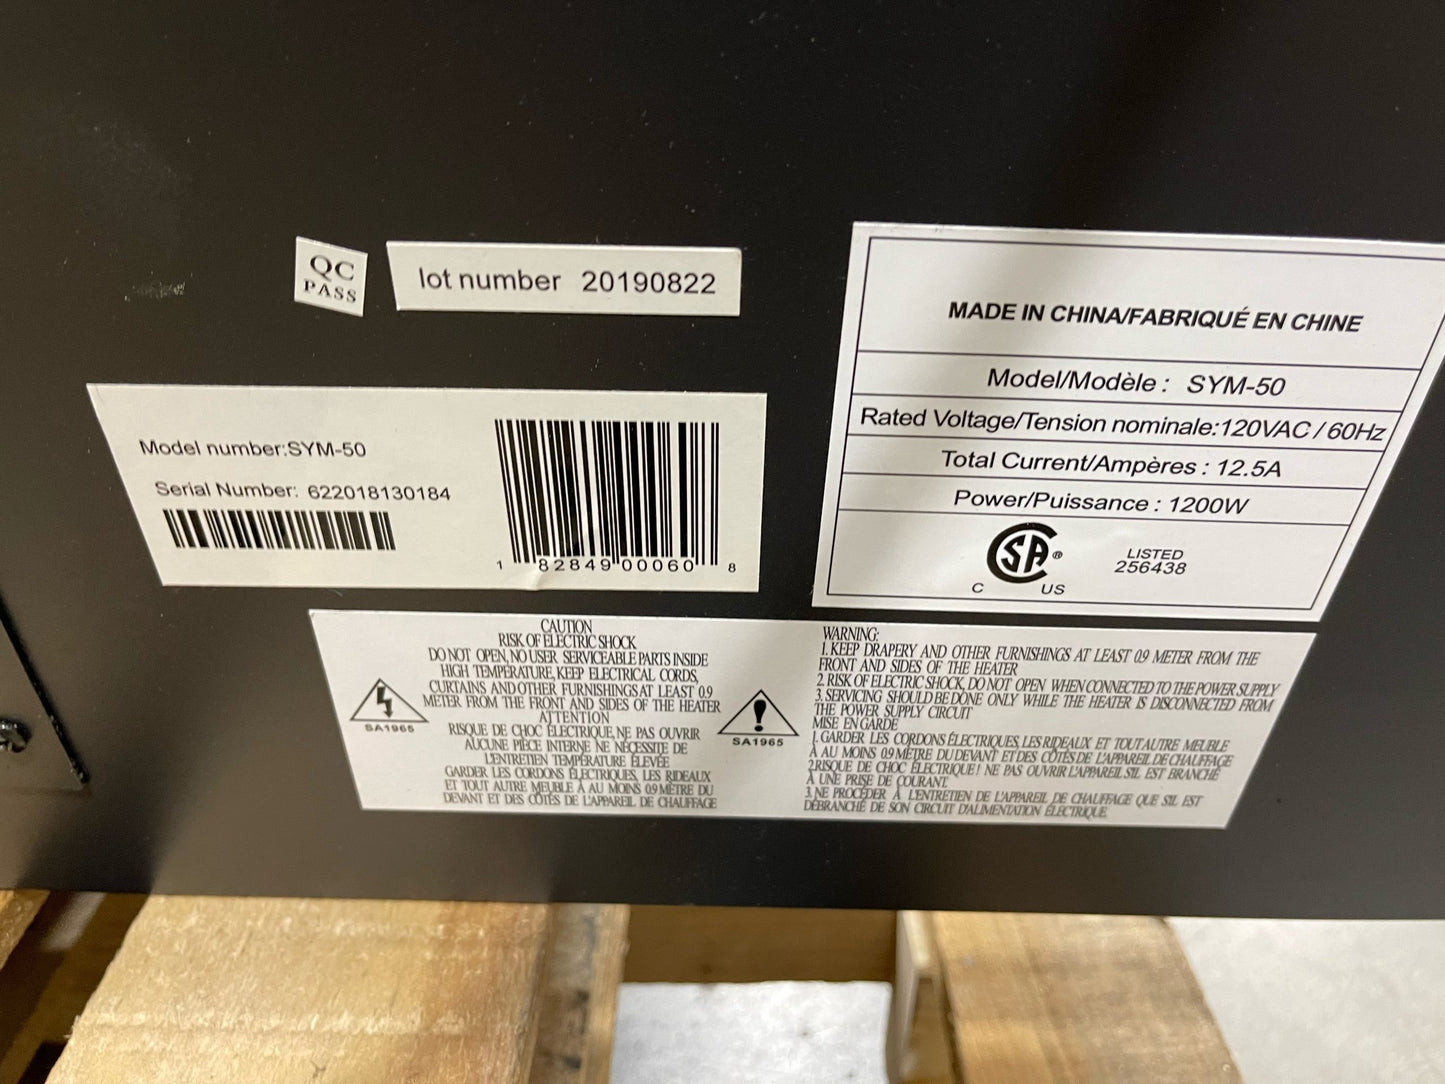 QC
PASS
lot number 20190822
Model number:SYM-50
Serial Number: 622018130184
1 82849 00060 8
MADE IN CHINA/FABRIQUÉ EN CHINE
Model/Modèle : SYM-50
Rated Voltage/Tension nominale:120VAC / 60Hz
Total Current/Ampères : 12.5A
Power/Puissance : 1200W
SA ®
C US
LISTED
256438
CAUTION
RISK OF ELECTRIC SHOCK
DO NOT OPEN, NO USER SERVICEABLE PARTS INSIDE
HIGH TEMPERATURE, KEEP ELECTRICAL CORDS,
CURTAINS AND OTHER FURNISHINGS AT LEAST 0.9
METER FROM THE FRONT AND SIDES OF THE HEATER
ATTENTION
RISQUE DE CHOC ÉLECTRIQUE, NE PAS OUVRIR
AUCUNE PIÈCE INTERNE NE NÉCESSITE DE
L'ENTRETIEN TEMPÉRATURE ÉLEVÉE
GARDER LES CORDONS ÉLECTRIQUES, LES RIDEAUX
ET TOUT AUTRE MEUBLE À AU MOINS 0.9 MÈTRE DU
DEVANT ET DES CÔTÉS DE L'APPAREIL DE CHAUFFAGE
SA1965
SA1965
WARNING:
1. KEEP DRAPERY AND OTHER FURNISHINGS AT LEAST 0.9 METER FROM THE
FRONT AND SIDES OF THE HEATER
2. RISK OF ELECTRIC SHOCK, DO NOT OPEN WHEN CONNECTED TO THE POWER SUPPLY
3. SERVICING SHOULD BE DONE ONLY WHILE THE HEATER IS DISCONNECTED FROM
THE POWER SUPPLY CIRCUIT
MISE EN GARDE
1. GARDER LES CORDONS ÉLECTRIQUES, LES RIDEAUX ET TOUT AUTRE MEUBLE
À AU MOINS 0.9 MÈTRE DU DEVANT ET DES CÔTÉS DE L'APPAREIL DE CHAUFFAGE
2.RISQUE DE CHOC ÉLECTRIQUE! NE PAS OUVRIR L'APPAREIL S'IL EST BRANCHÉ
À UNE PRISE DE COURANT.
3. NE PROCÉDER À L'ENTRETIEN DE L'APPAREIL DE CHAUFFAGE QUE S'IL EST
DÉBRANCHÉ DE SON CIRCUIT D'ALIMENTATION ÉLECTRIQUE.